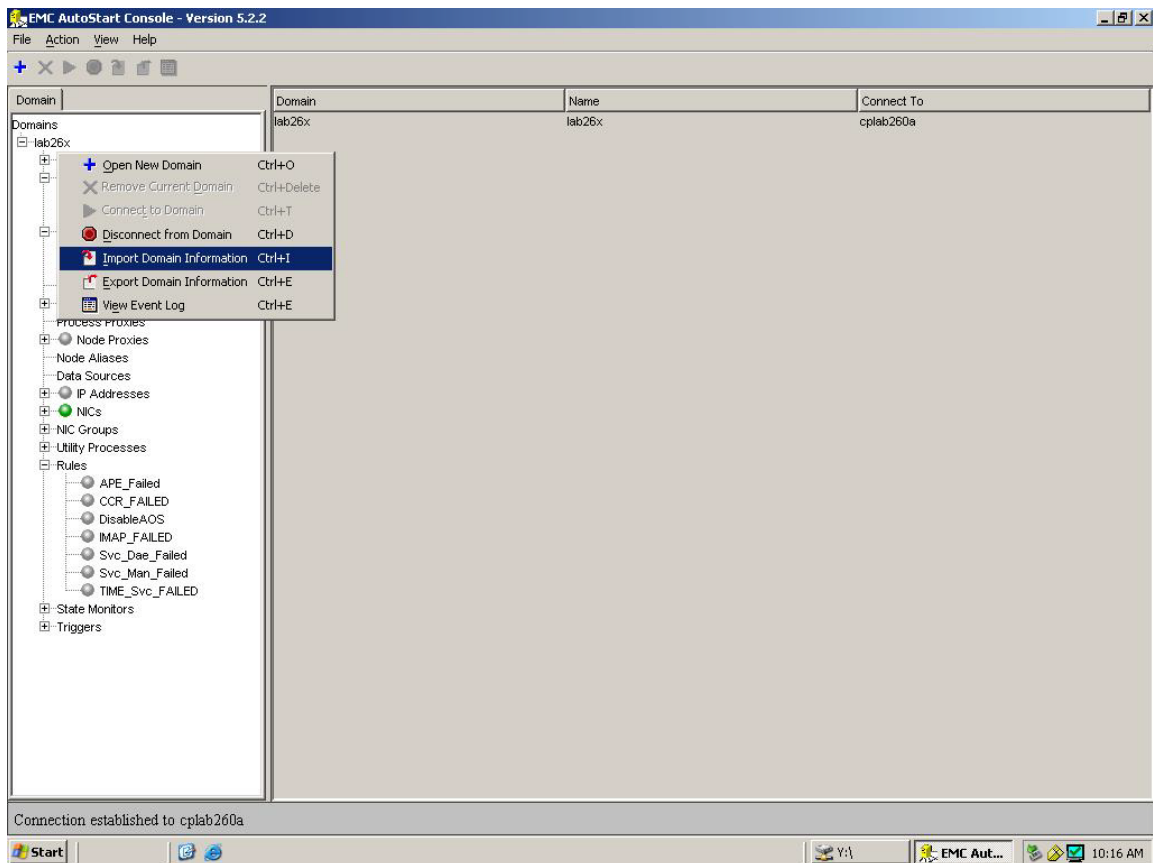 EMC AutoStart Console - Version 5.2.2
File Action View Help
Domain
Domain Name Connect To
lab26x lab26x cplab260a
Domains
lab26x
Open New Domain Ctrl+O
Remove Current Domain Ctrl+Delete
Connect to Domain Ctrl+T
Disconnect from Domain Ctrl+D
Import Domain Information Ctrl+I
Export Domain Information Ctrl+E
View Event Log Ctrl+E
Process Proxies
Node Proxies
Node Aliases
Data Sources
IP Addresses
NICs
NIC Groups
Utility Processes
Rules
APE_Failed
CCR_FAILED
DisableAOS
IMAP_FAILED
Svc_Dae_Failed
Svc_Man_Failed
TIME_Svc_FAILED
State Monitors
Triggers
Connection established to cplab260a
Start Y:\ EMC Aut... 10:16 AM